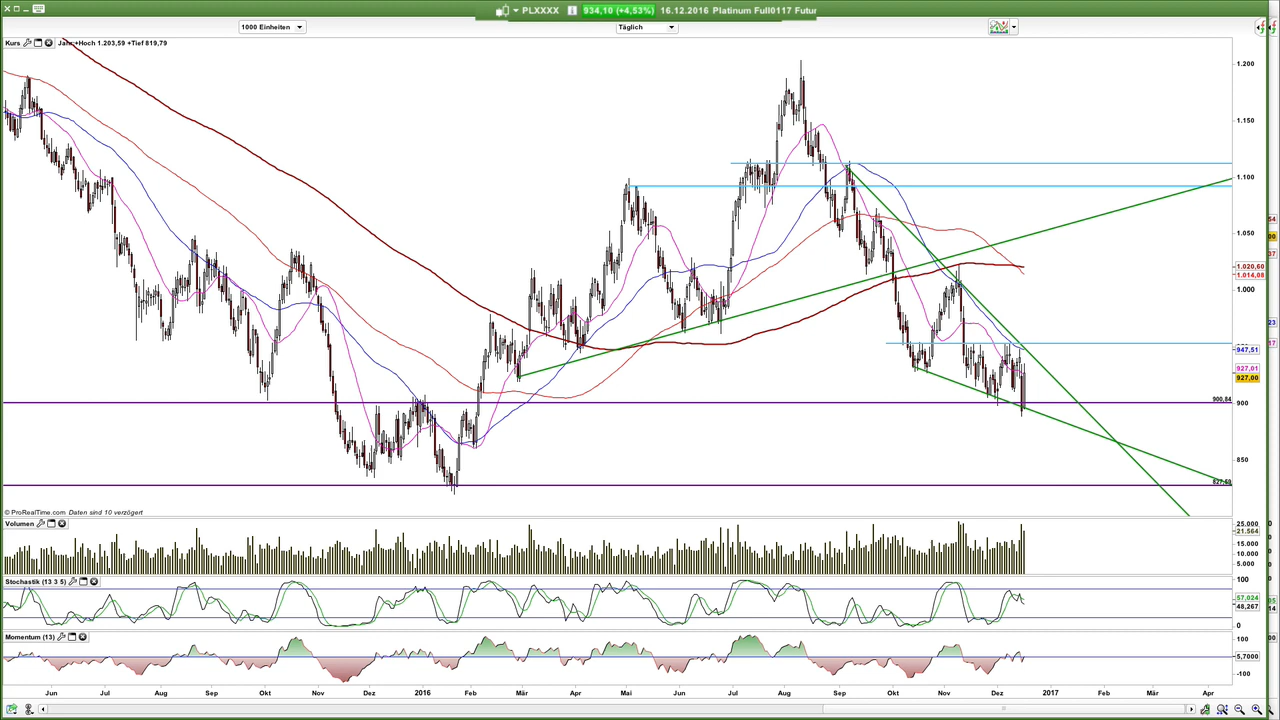 PLXXXX 934,10 (+4,53%) 16.12.2016 Platinum Full0117 Futur
1000 Einheiten
Täglich
Kurs
+Hoch 1.203,59 +Tief 819,79
1.200
1.150
1.100
1.050
1.020,60
1.014,08
1.000
947,51
927,01
927,00
900,84
900
850
© ProRealTime.com Daten sind 10 verzögert
Volumen
25.000
21.564
15.000
10.000
5.000
Stochastik (13 3 5)
100
57,024
48,267
0
Momentum (13)
100
5,7000
-100
Jun Jul Aug Sep Okt Nov Dez 2016 Feb Mär Apr Mai Jun Jul Aug Sep Okt Nov Dez 2017 Feb Mär Apr